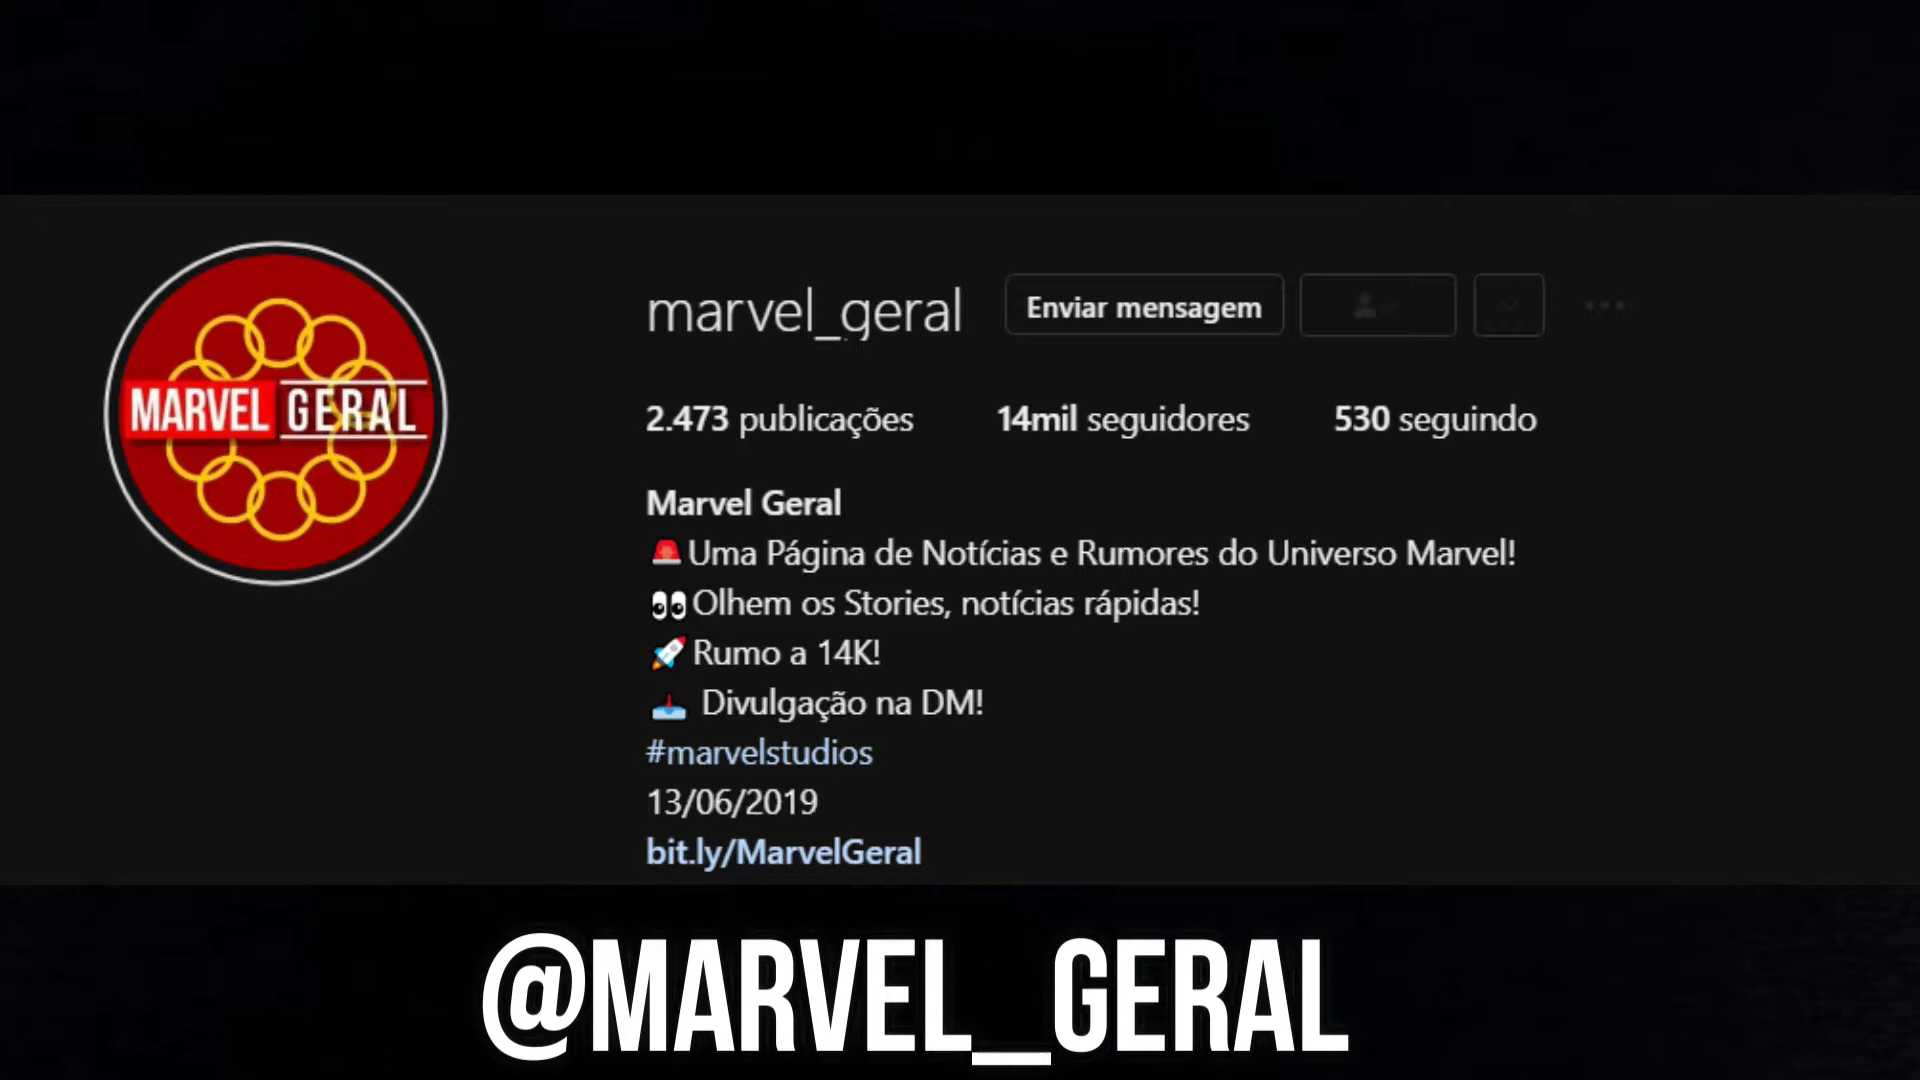 MARVEL GERAL
marvel_geral Enviar mensagem
2.473 publicações 14mil seguidores 530 seguindo
Marvel Geral
🚨Uma Página de Notícias e Rumores do Universo Marvel!
👀Olhem os Stories, notícias rápidas!
🚀Rumo a 14K!
📥 Divulgação na DM!
#marvelstudios
13/06/2019
bit.ly/MarvelGeral
@MARVEL_GERAL